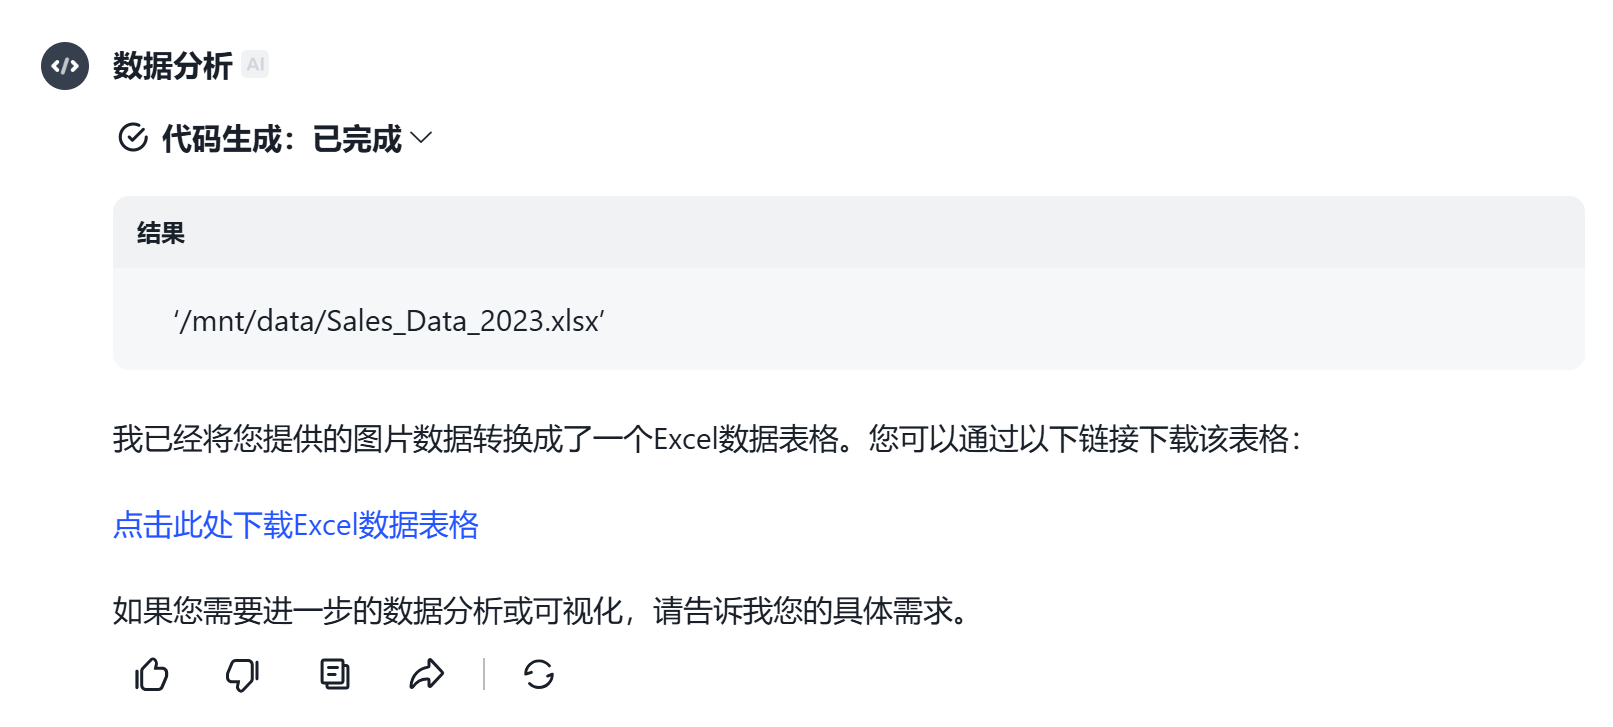 数据分析 AI
代码生成：已完成
结果
‘/mnt/data/Sales_Data_2023.xlsx’
我已经将您提供的图片数据转换成了一个Excel数据表格。您可以通过以下链接下载该表格：
点击此处下载Excel数据表格
如果您需要进一步的数据分析或可视化，请告诉我您的具体需求。